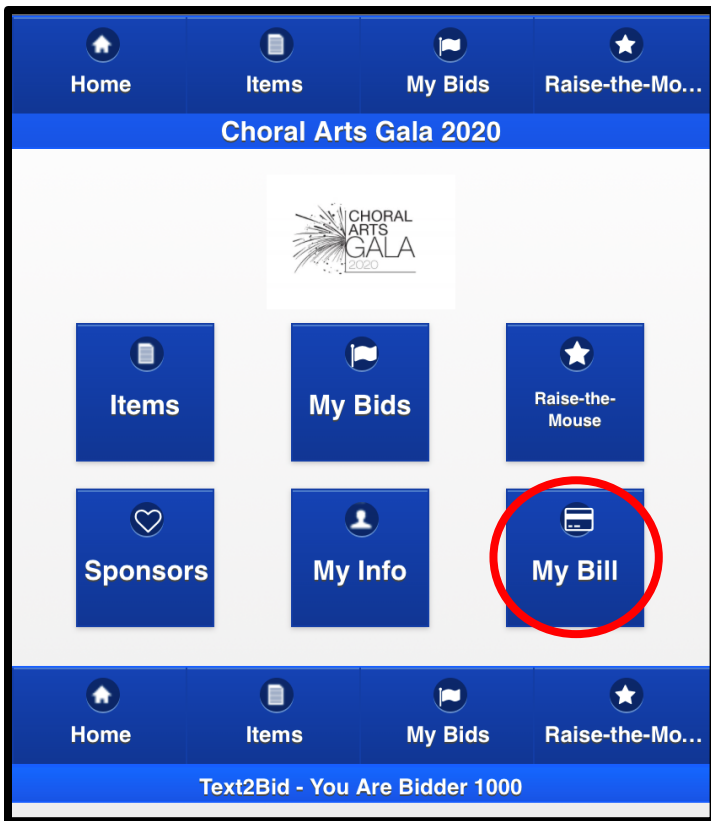 Home Items My Bids Raise-the-Mo...
Choral Arts Gala 2020
CHORAL
ARTS
GALA
2020
Items My Bids Raise-the-
Mouse
Sponsors My Info My Bill
Home Items My Bids Raise-the-Mo...
Text2Bid - You Are Bidder 1000